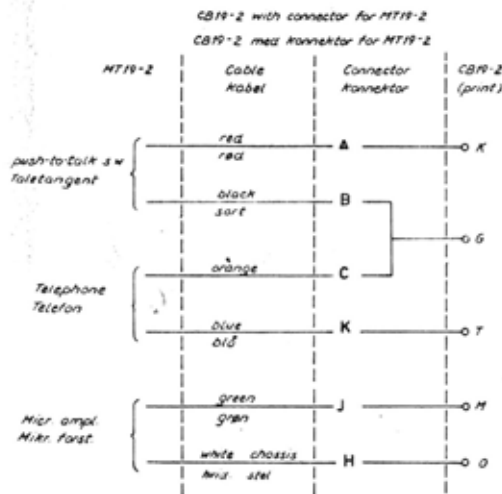 CB19-2 with connector for MT19-2
CB19-2 med konnektor for MT19-2
MT19-2
Cable
Kabel
Connector
Konnektor
CB19-2
(print)
push-to-talk sw
Taletangent
red
rød
A
K
black
sort
B
G
Telephone
Telefon
orange
C
blue
blå
K
T
Micr. ampl.
Mikr. forst.
green
grøn
J
M
white chassis
hvid stel
H
O